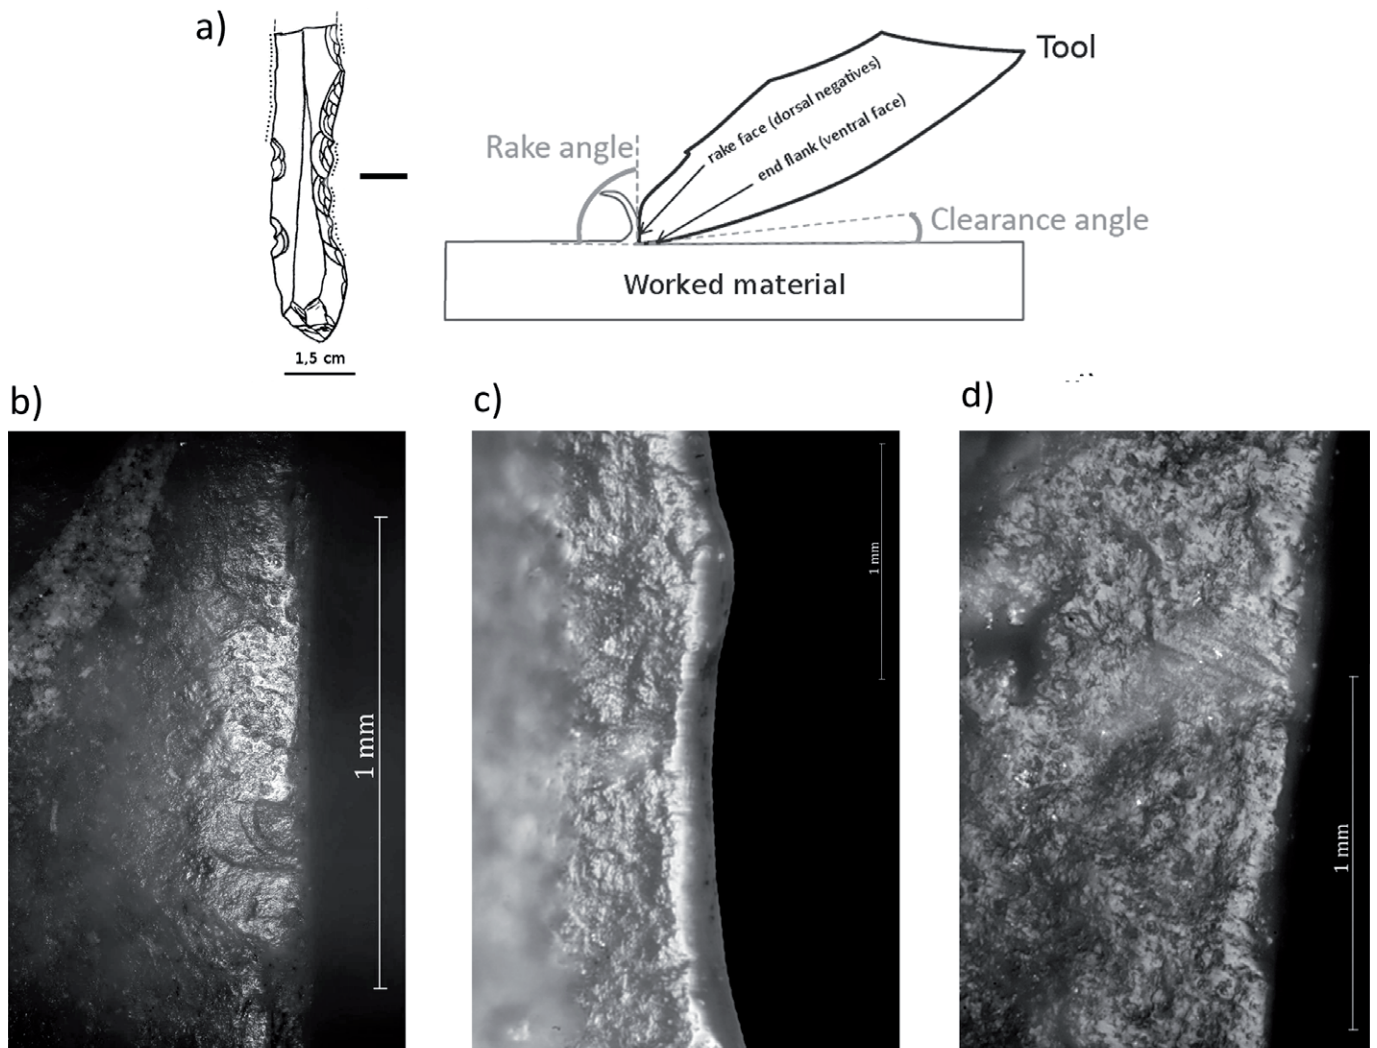 a)
Tool
rake face (dorsal negatives)
end flank (ventral face)
Rake angle
Clearance angle
Worked material
1,5 cm
b)
c)
d)
1 mm
1 mm
1 mm